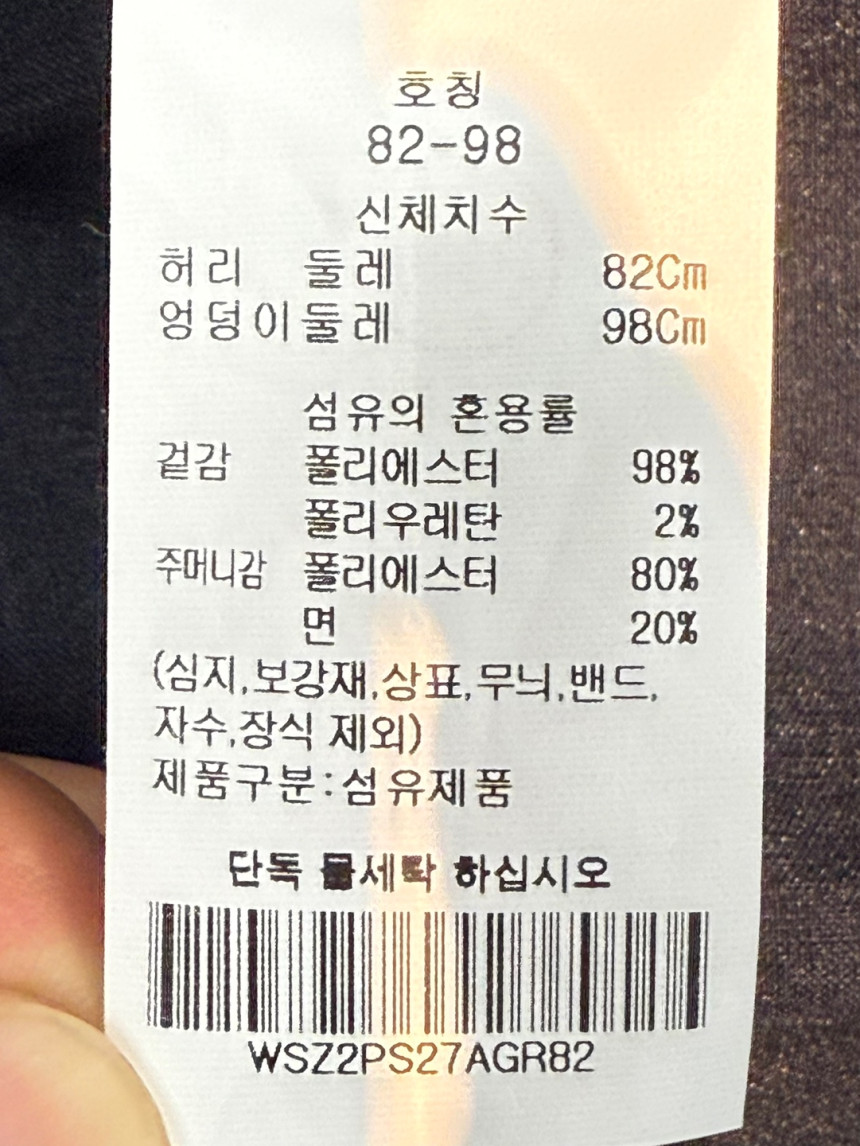 호칭
82-98
신체치수
허리 둘레 82Cm
엉덩이둘레 98Cm
섬유의 혼용률
겉감 폴리에스터 98%
폴리우레탄 2%
주머니감 폴리에스터 80%
면 20%
(심지,보강재,상표,무늬,밴드,
자수,장식 제외)
제품구분:섬유제품
단독 물세탁 하십시오
WSZ2PS27AGR82